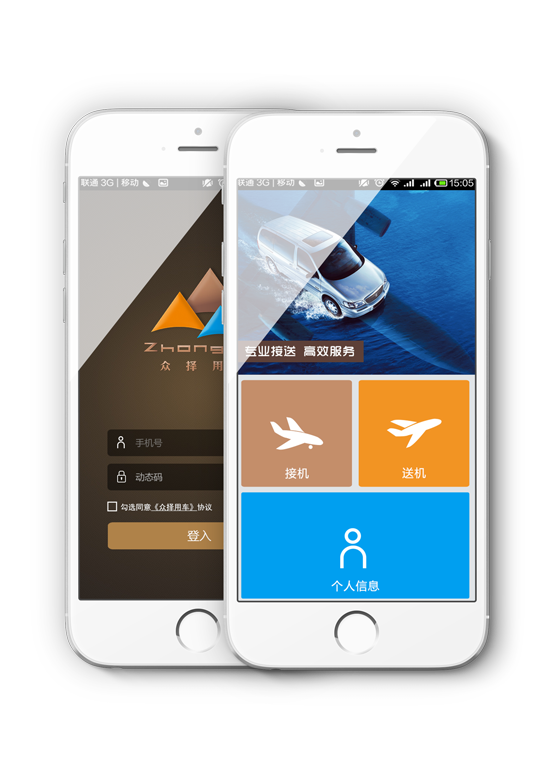 联通 3G | 移动
Zhong
众 择 用
手机号
动态码
勾选同意《众择用车》协议
登入
联通 3G | 移动
15:05
专业接送 高效服务
接机
送机
个人信息